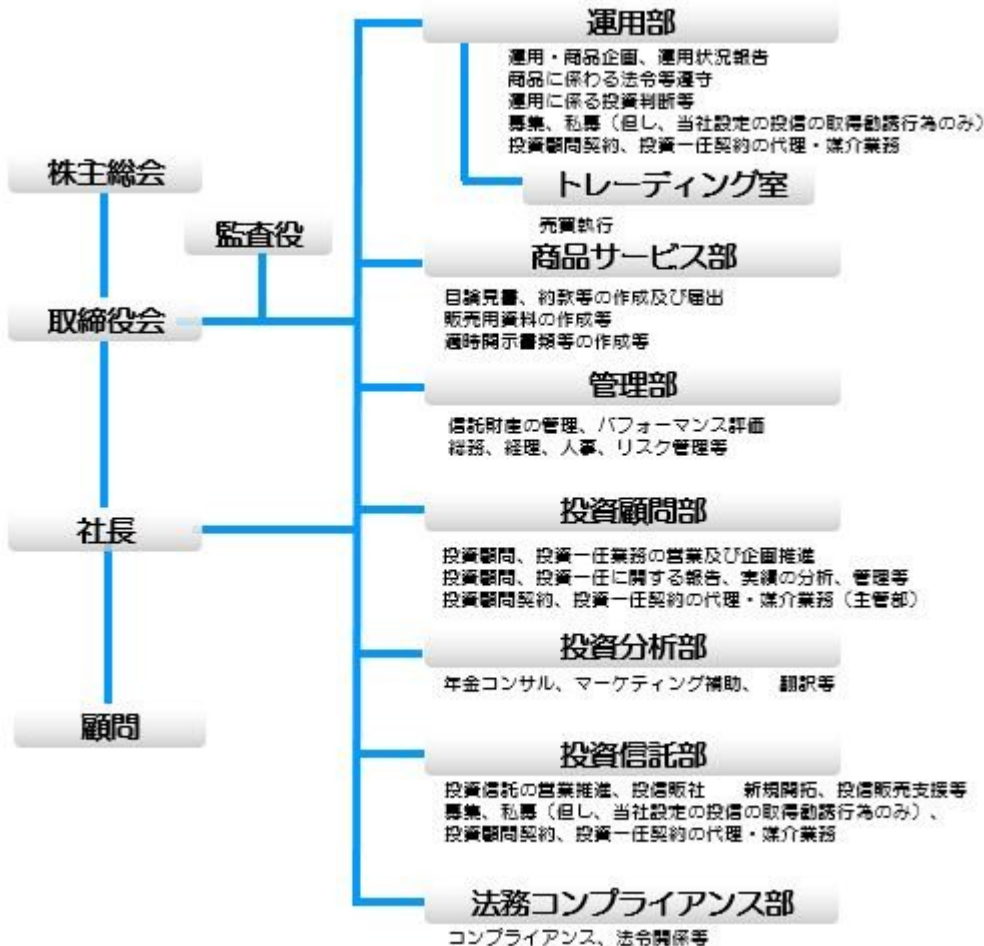 株主総会
監査役
取締役会
社長
顧問
運用部
運用・商品企画、運用状況報告
商品に係わる法令等遵守
運用に係る投資判断等
募集、私募（但し、当社設定の投信の取得勧誘行為のみ）
投資顧問契約、投資一任契約の代理・媒介業務
トレーディング室
売買執行
商品サービス部
目論見書、約款等の作成及び届出
販売用資料の作成等
適時開示書類等の作成等
管理部
信託財産の管理、パフォーマンス評価
総務、経理、人事、リスク管理等
投資顧問部
投資顧問、投資一任業務の営業及び企画推進
投資顧問、投資一任に関する報告、実績の分析、管理等
投資顧問契約、投資一任契約の代理・媒介業務（主管部）
投資分析部
年金コンサル、マーケティング補助、　翻訳等
投資信託部
投資信託の営業推進、投信販社　　新規開拓、投信販売支援等
募集、私募（但し、当社設定の投信の取得勧誘行為のみ）、
投資顧問契約、投資一任契約の代理・媒介業務
法務コンプライアンス部
コンプライアンス、法令関係等